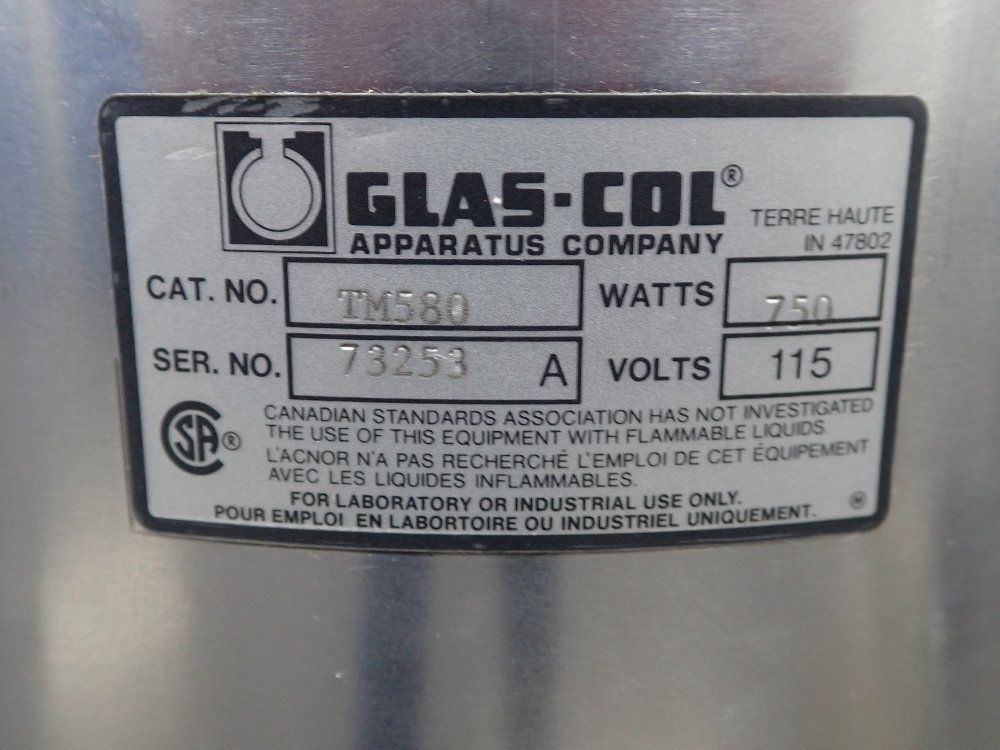 GLAS-COL®
APPARATUS COMPANY
TERRE HAUTE
IN 47802
CAT. NO. TM580 WATTS 750
SER. NO. 73253 A VOLTS 115
SA ®
CANADIAN STANDARDS ASSOCIATION HAS NOT INVESTIGATED
THE USE OF THIS EQUIPMENT WITH FLAMMABLE LIQUIDS
L'ACNOR N'A PAS RECHERCHÉ L'EMPLOI DE CET ÉQUIPEMENT
AVEC LES LIQUIDES INFLAMMABLES.
FOR LABORATORY OR INDUSTRIAL USE ONLY.
POUR EMPLOI EN LABORTOIRE OU INDUSTRIEL UNIQUEMENT.